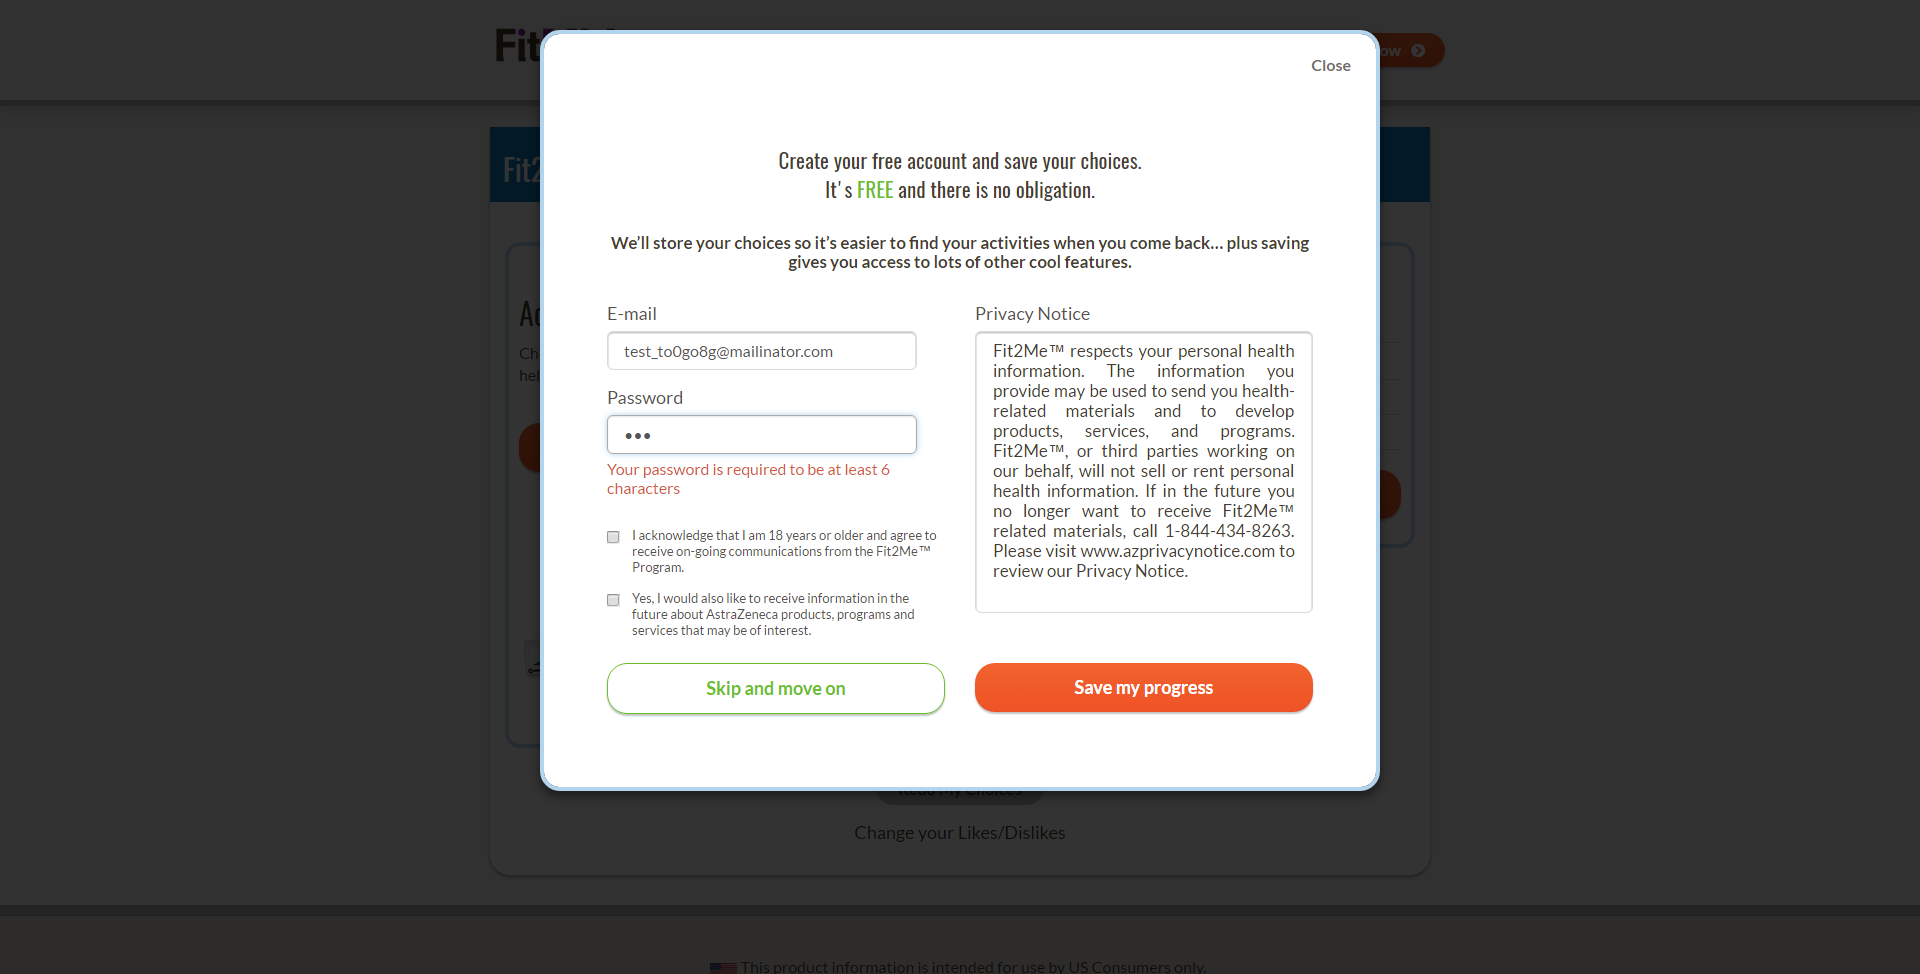 Fit
Close
ow
Fit2
Create your free account and save your choices.
It's FREE and there is no obligation.
We'll store your choices so it's easier to find your activities when you come back... plus saving
gives you access to lots of other cool features.
E-mail
Privacy Notice
test_to0go8g@mailinator.com
Password
Your password is required to be at least 6
characters
I acknowledge that I am 18 years or older and agree to
receive on-going communications from the Fit2Me™
Program.
Yes, I would also like to receive information in the
future about AstraZeneca products, programs and
services that may be of interest.
Fit2Me™ respects your personal health
information. The information you
provide may be used to send you health-
related materials and to develop
products, services, and programs.
Fit2Me™, or third parties working on
our behalf, will not sell or rent personal
health information. If in the future you
no longer want to receive Fit2Me™
related materials, call 1-844-434-8263.
Please visit www.azprivacynotice.com to
review our Privacy Notice.
Skip and move on
Save my progress
Read My Choices
Change your Likes/Dislikes
This product information is intended for use by US Consumers only.